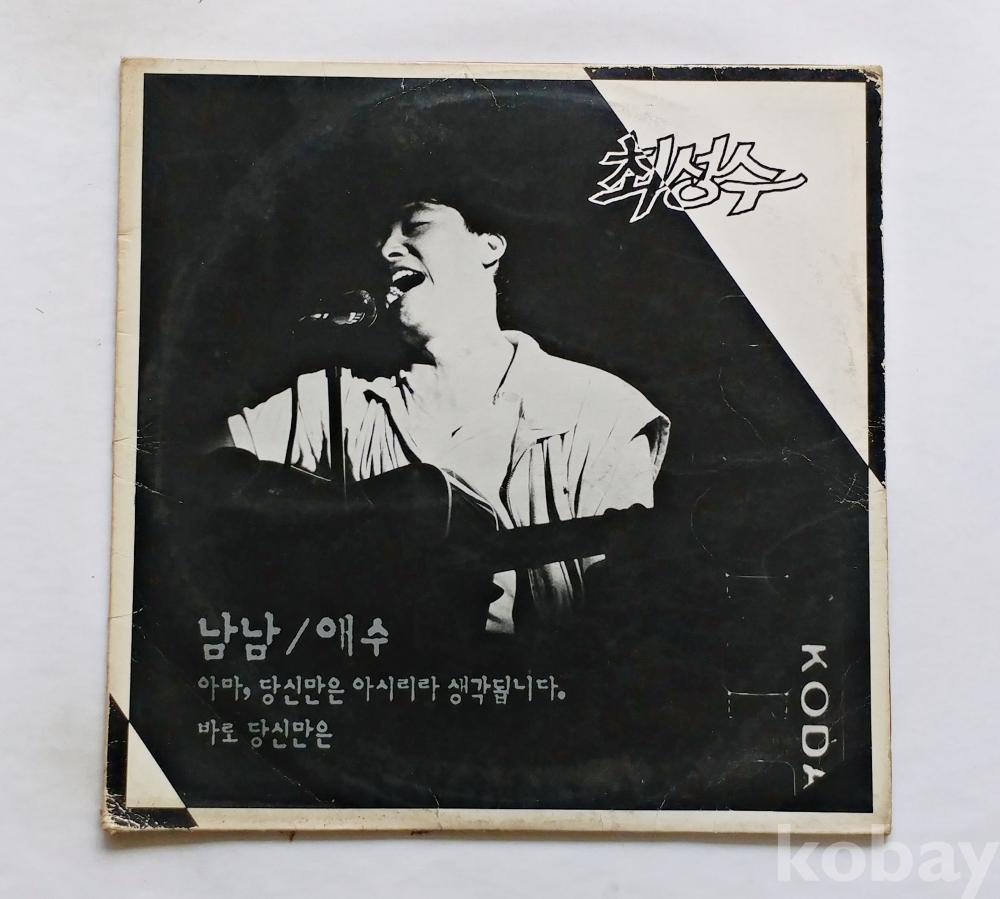 최성수
남남/애수
아마, 당신만은 아시리라 생각됩니다.
바로 당신만은
KODA
kobay